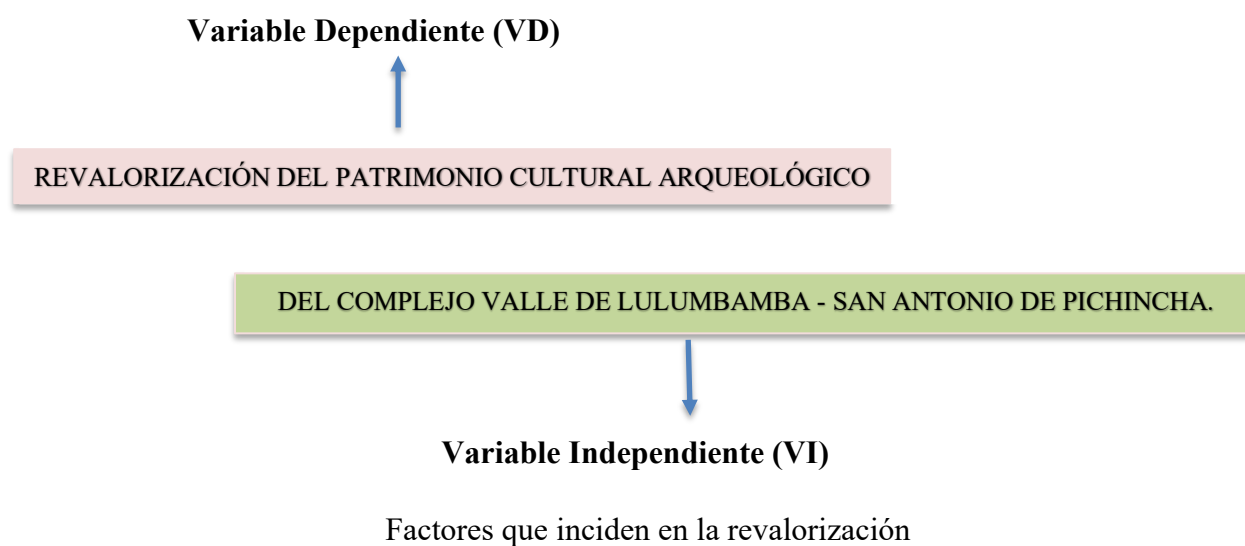 Variable Dependiente (VD)
REVALORIZACIÓN DEL PATRIMONIO CULTURAL ARQUEOLÓGICO
DEL COMPLEJO VALLE DE LULUMBAMBA - SAN ANTONIO DE PICHINCHA.
Variable Independiente (VI)
Factores que inciden en la revalorización